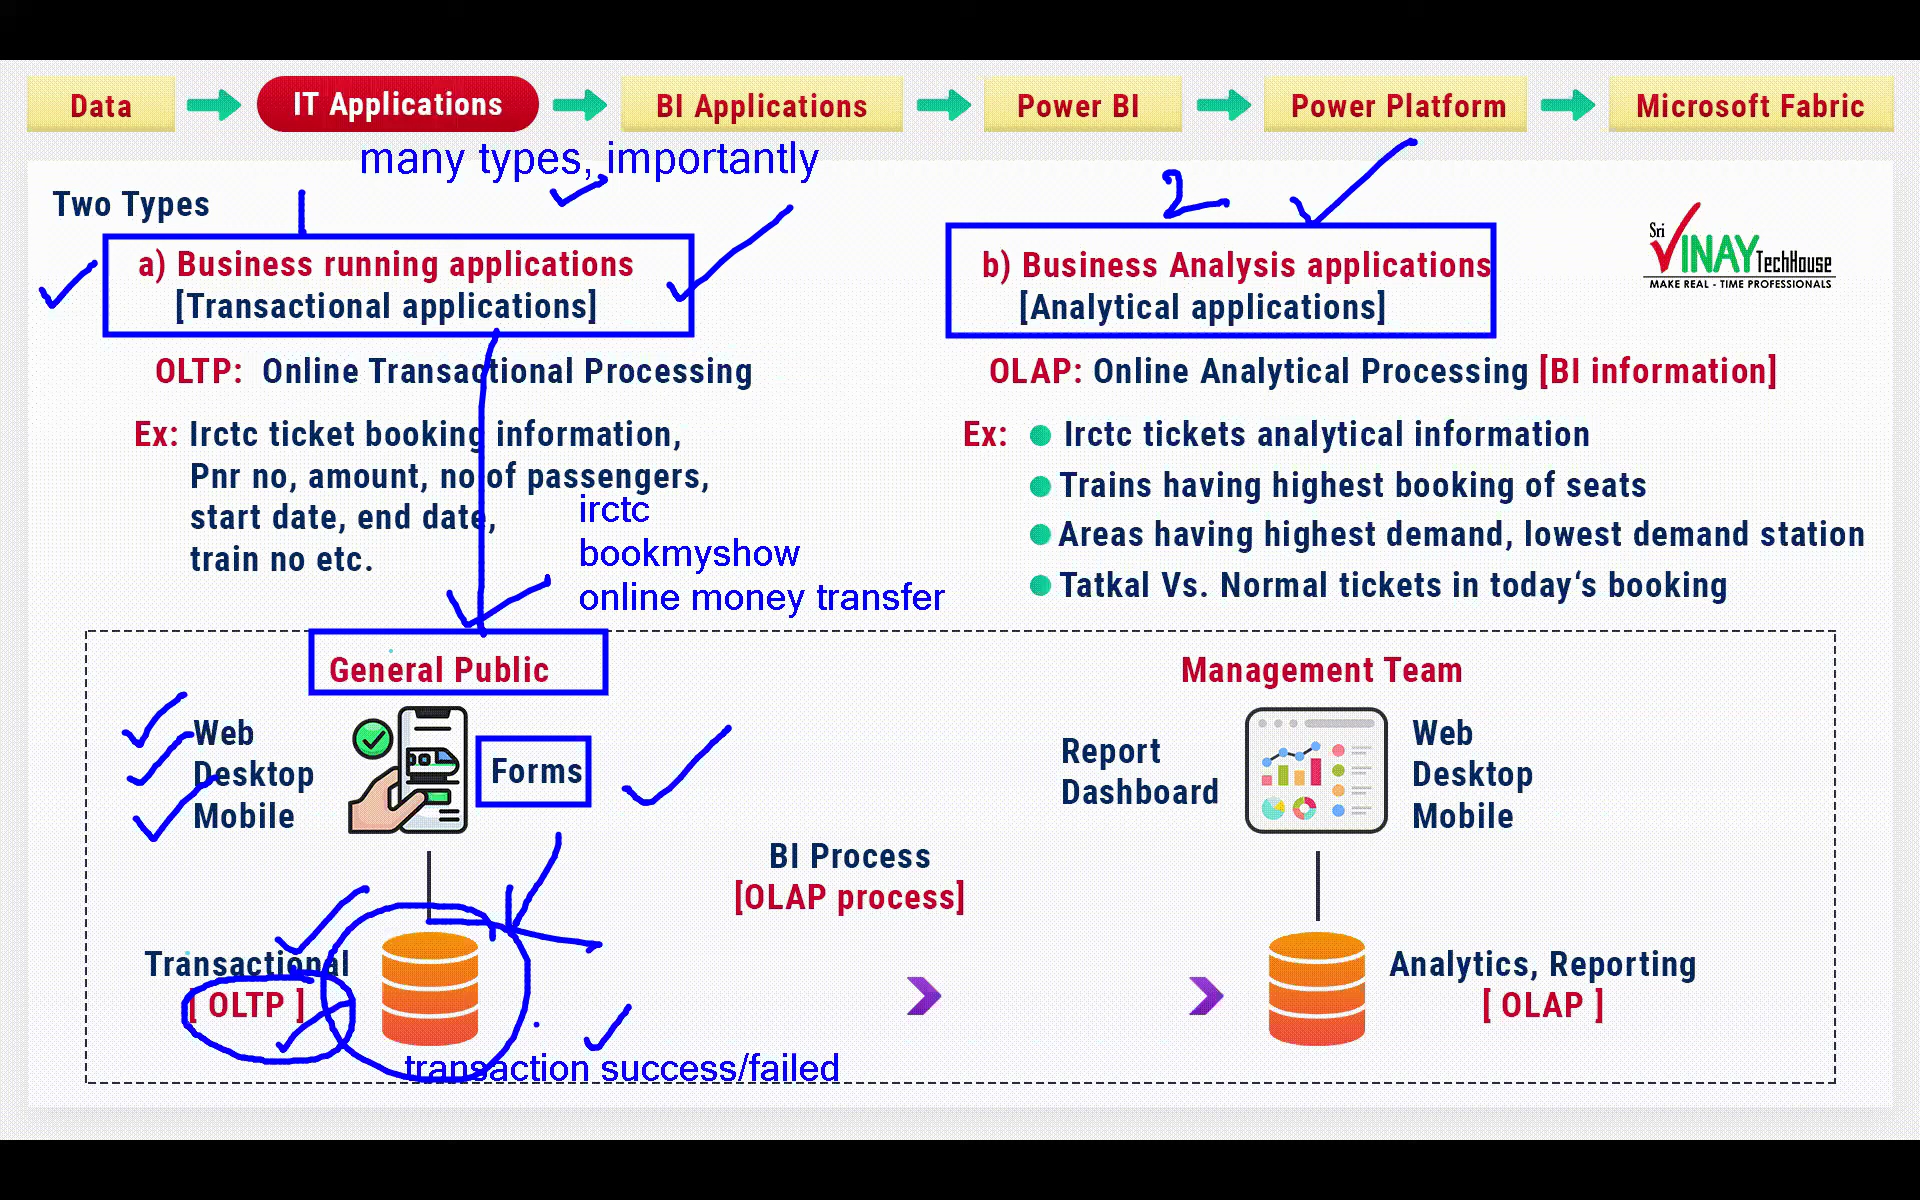 Data
IT Applications
BI Applications
Power BI
Power Platform
Microsoft Fabric
many types, importantly
Two Types
2
a) Business running applications
[Transactional applications]
b) Business Analysis applications
[Analytical applications]
Sri
VINAY TechHouse
MAKE REAL - TIME PROFESSIONALS
OLTP: Online Transactional Processing
OLAP: Online Analytical Processing [BI information]
Ex: Irctc ticket booking information,
Pnr no, amount, no of passengers,
start date, end date,
train no etc.
irctc
bookmyshow
online money transfer
Ex: Irctc tickets analytical information
Trains having highest booking of seats
Areas having highest demand, lowest demand station
Tatkal Vs. Normal tickets in today‘s booking
General Public
Web
Desktop
Mobile
Forms
Management Team
Report
Dashboard
Web
Desktop
Mobile
BI Process
[OLAP process]
Transactional
[ OLTP ]
Analytics, Reporting
[ OLAP ]
transaction success/failed